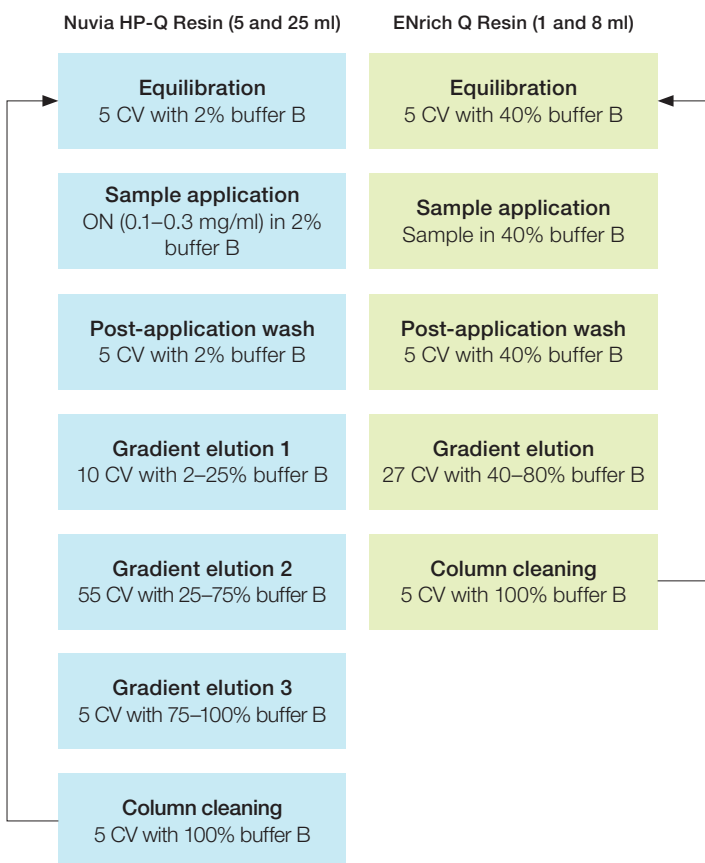 Nuvia HP-Q Resin (5 and 25 ml)
Equilibration
5 CV with 2% buffer B
Sample application
ON (0.1–0.3 mg/ml) in 2%
buffer B
Post-application wash
5 CV with 2% buffer B
Gradient elution 1
10 CV with 2–25% buffer B
Gradient elution 2
55 CV with 25–75% buffer B
Gradient elution 3
5 CV with 75–100% buffer B
Column cleaning
5 CV with 100% buffer B
ENrich Q Resin (1 and 8 ml)
Equilibration
5 CV with 40% buffer B
Sample application
Sample in 40% buffer B
Post-application wash
5 CV with 40% buffer B
Gradient elution
27 CV with 40–80% buffer B
Column cleaning
5 CV with 100% buffer B